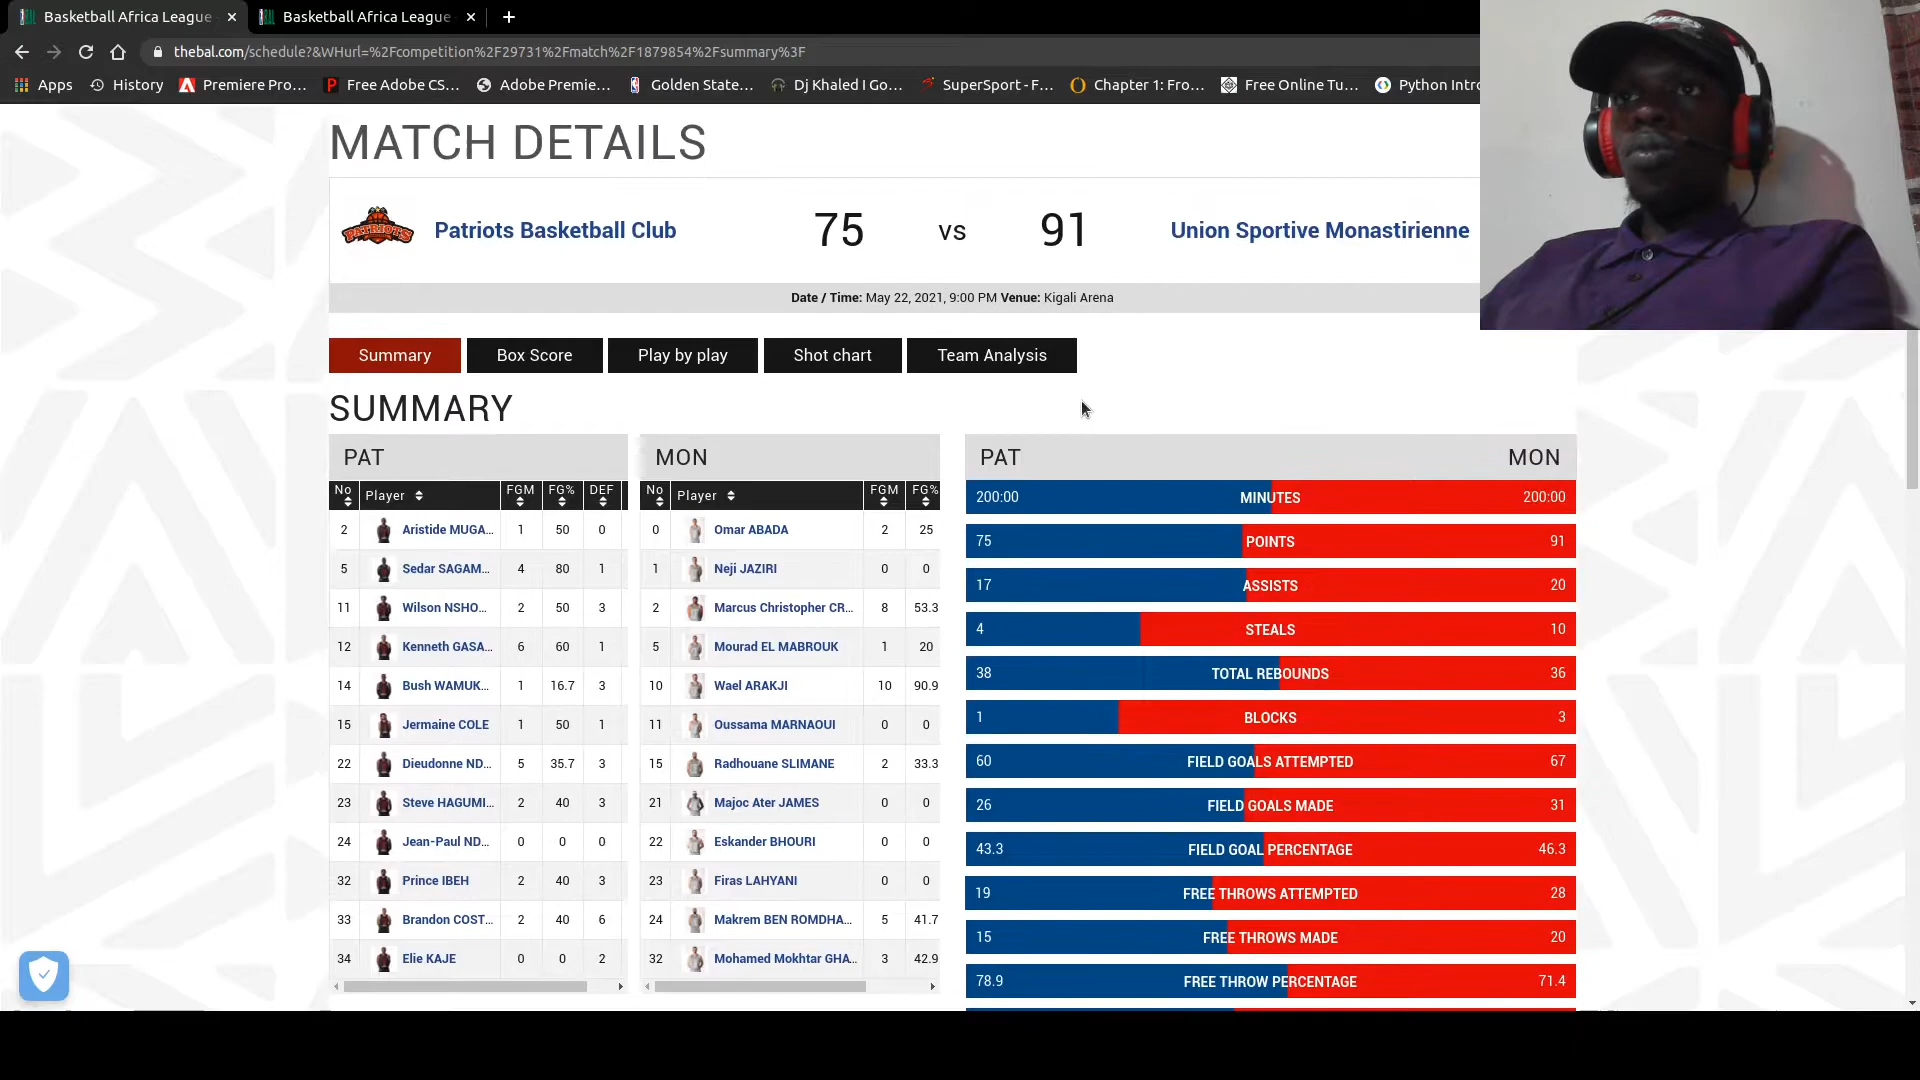 Basketball Africa League
Basketball Africa League
thebal.com/schedule?&WHurl=%2Fcompetition%2F29731%2Fmatch%2F1879854%2Fsummary%3F
Apps History Premiere Pro... Free Adobe CS... Adobe Premie... Golden State... Dj Khaled I Go... SuperSport - F... Chapter 1: Fro... Free Online Tu... Python Intro
MATCH DETAILS
PATRIOTS Patriots Basketball Club 75 vs 91 Union Sportive Monastirienne
Date / Time: May 22, 2021, 9:00 PM Venue: Kigali Arena
Summary Box Score Play by play Shot chart Team Analysis
SUMMARY
PAT
No Player FGM FG% DEF
2 Aristide MUGA... 1 50 0
5 Sedar SAGAM... 4 80 1
11 Wilson NSHO... 2 50 3
12 Kenneth GASA... 6 60 1
14 Bush WAMUK... 1 16.7 3
15 Jermaine COLE 1 50 1
22 Dieudonne ND... 5 35.7 3
23 Steve HAGUMI... 2 40 3
24 Jean-Paul ND... 0 0 0
32 Prince IBEH 2 40 3
33 Brandon COST... 2 40 6
34 Elie KAJE 0 0 2
MON
No Player FGM FG%
0 Omar ABADA 2 25
1 Neji JAZIRI 0 0
2 Marcus Christopher CR... 8 53.3
5 Mourad EL MABROUK 1 20
10 Wael ARAKJI 10 90.9
11 Oussama MARNAOUI 0 0
15 Radhouane SLIMANE 2 33.3
21 Majoc Ater JAMES 0 0
22 Eskander BHOURI 0 0
23 Firas LAHYANI 0 0
24 Makrem BEN ROMDHA... 5 41.7
32 Mohamed Mokhtar GHA... 3 42.9
PAT MON
200:00 MINUTES 200:00
75 POINTS 91
17 ASSISTS 20
4 STEALS 10
38 TOTAL REBOUNDS 36
1 BLOCKS 3
60 FIELD GOALS ATTEMPTED 67
26 FIELD GOALS MADE 31
43.3 FIELD GOAL PERCENTAGE 46.3
19 FREE THROWS ATTEMPTED 28
15 FREE THROWS MADE 20
78.9 FREE THROW PERCENTAGE 71.4